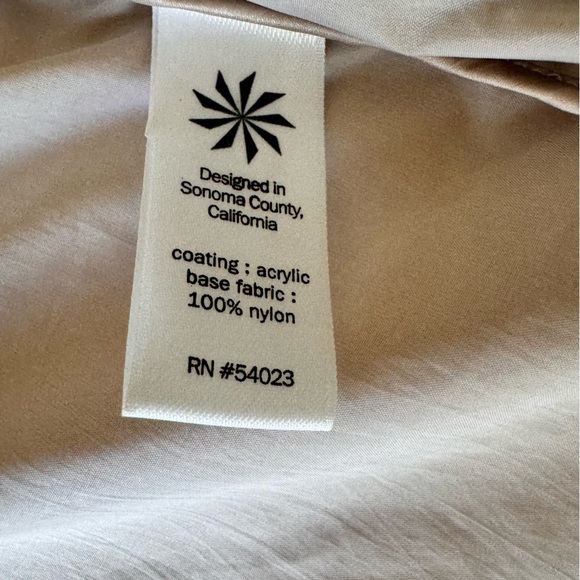 Designed in
Sonoma County,
California
coating ; acrylic
base fabric :
100% nylon
RN #54023